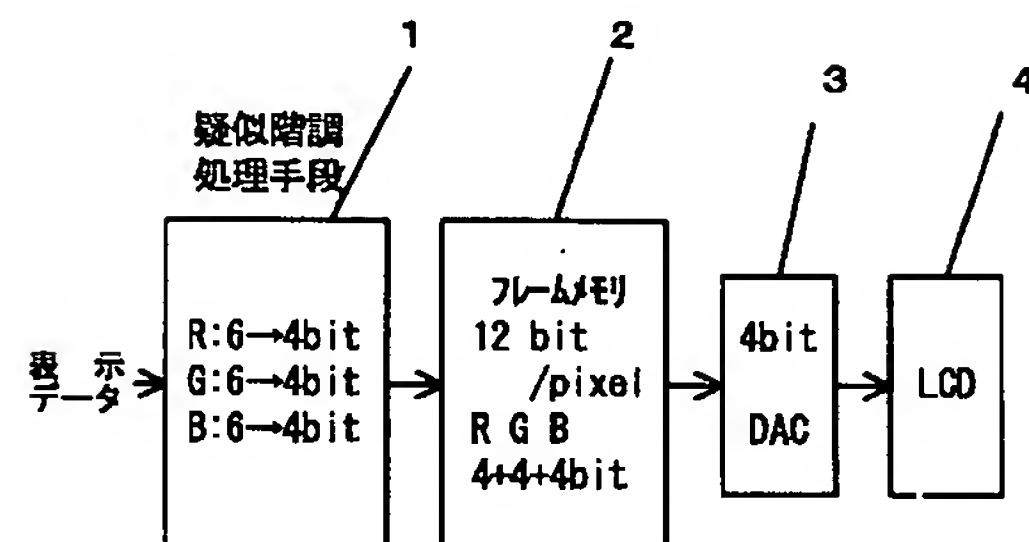 1
2
3
4
疑似階調
処理手段
表 示
データ
R:6→4bit
G:6→4bit
B:6→4bit
フレームメモリ
12 bit
/pixel
R G B
4+4+4bit
4bit
DAC
LCD